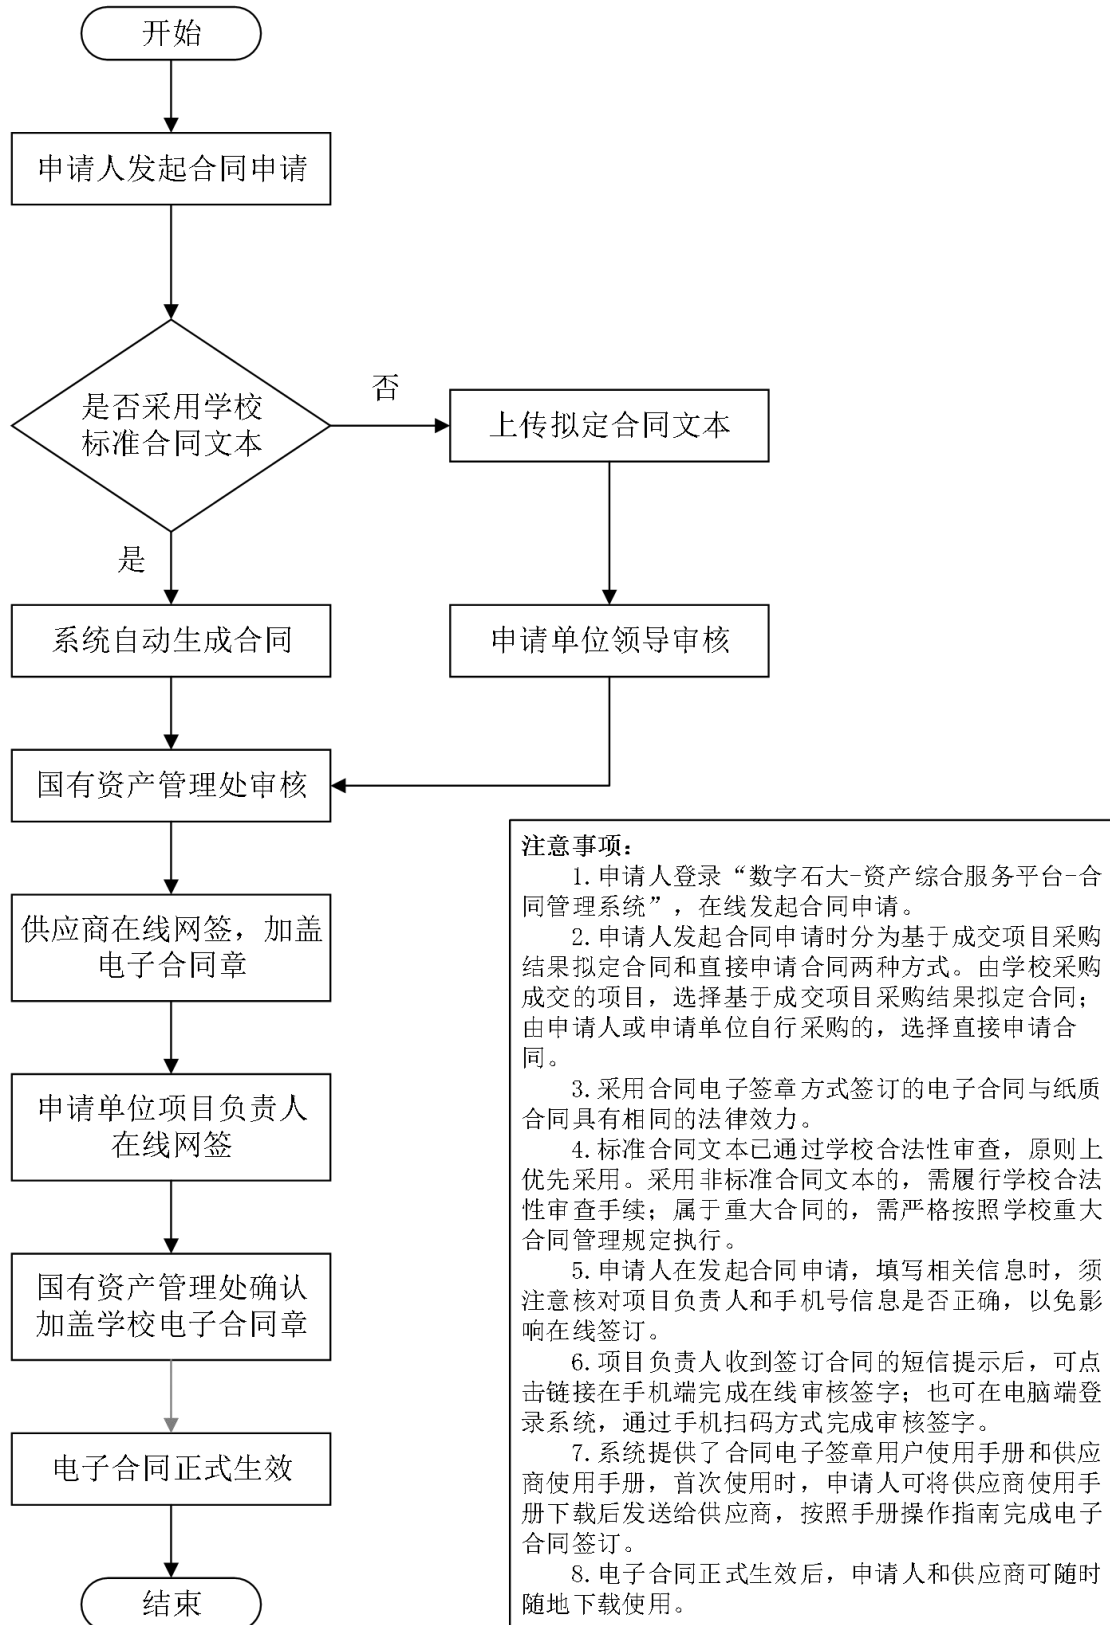 开始
申请人发起合同申请
是否采用学校
标准合同文本
否
上传拟定合同文本
是
系统自动生成合同
申请单位领导审核
国有资产管理处审核
供应商在线网签，加盖
电子合同章
申请单位项目负责人
在线网签
国有资产管理处确认
加盖学校电子合同章
电子合同正式生效
结束
注意事项：
1.申请人登录“数字石大-资产综合服务平台-合
同管理系统”，在线发起合同申请。
2.申请人发起合同申请时分为基于成交项目采购
结果拟定合同和直接申请合同两种方式。由学校采购
成交的项目，选择基于成交项目采购结果拟定合同；
由申请人或申请单位自行采购的，选择直接申请合
同。
3.采用合同电子签章方式签订的电子合同与纸质
合同具有相同的法律效力。
4.标准合同文本已通过学校合法性审查，原则上
优先采用。采用非标准合同文本的，需履行学校合法
性审查手续；属于重大合同的，需严格按照学校重大
合同管理规定执行。
5.申请人在发起合同申请，填写相关信息时，须
注意核对项目负责人和手机号信息是否正确，以免影
响在线签订。
6.项目负责人收到签订合同的短信提示后，可点
击链接在手机端完成在线审核签字；也可在电脑端登
录系统，通过手机扫码方式完成审核签字。
7.系统提供了合同电子签章用户使用手册和供应
商使用手册，首次使用时，申请人可将供应商使用手
册下载后发送给供应商，按照手册操作指南完成电子
合同签订。
8.电子合同正式生效后，申请人和供应商可随时
随地下载使用。